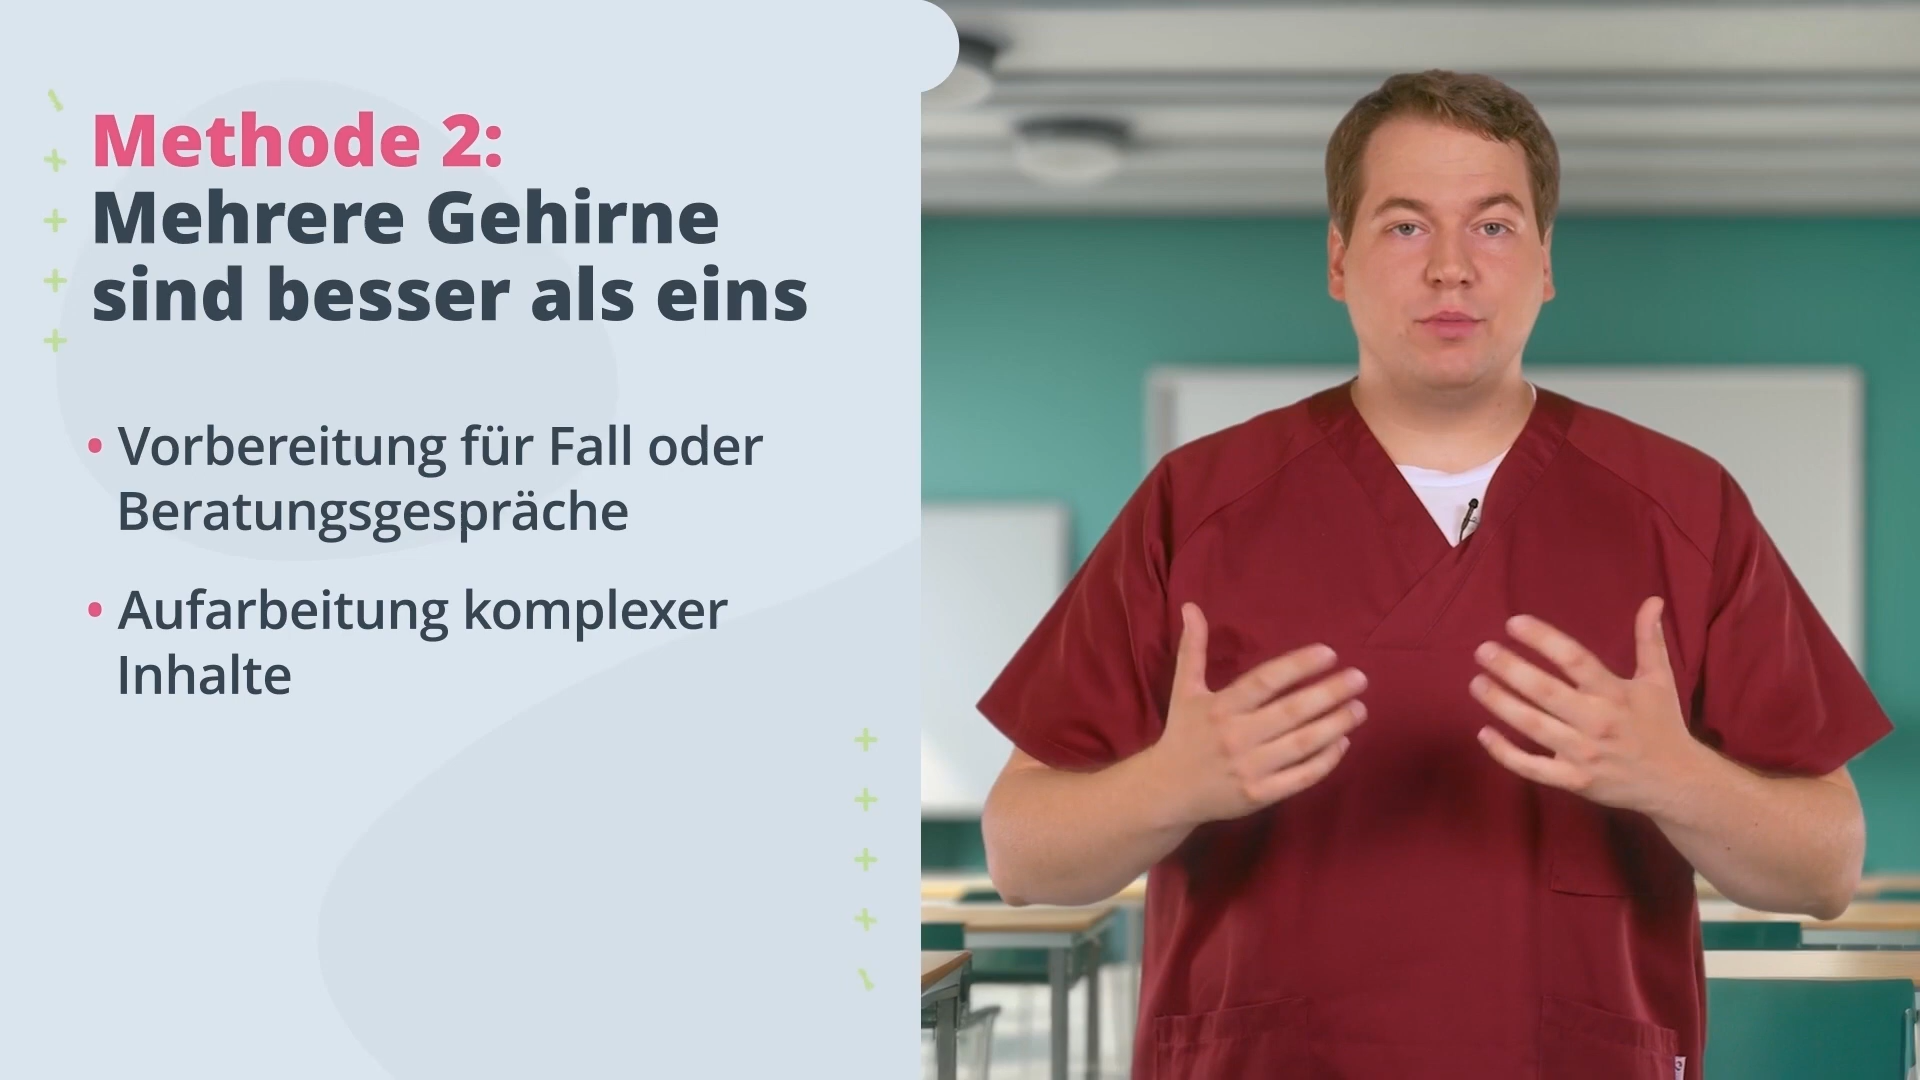 Methode 2:
Mehrere Gehirne
sind besser als eins
• Vorbereitung für Fall oder
Beratungsgespräche
• Aufarbeitung komplexer
Inhalte